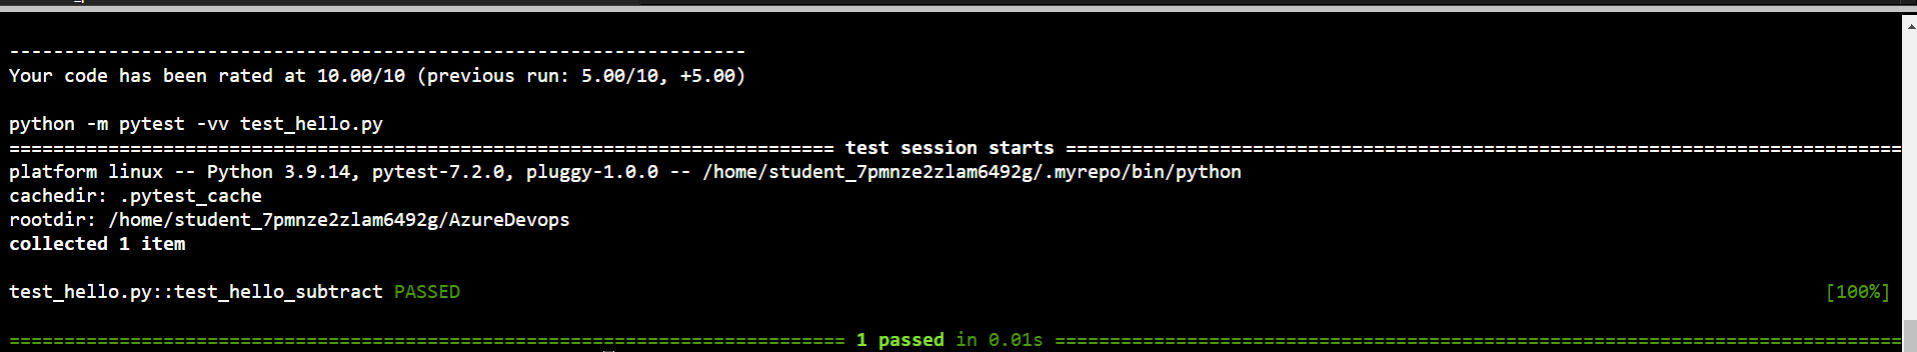 -------------------------------------------------------------------
Your code has been rated at 10.00/10 (previous run: 5.00/10, +5.00)
python -m pytest -vv test_hello.py
=========================================================================== test session starts ============================================================================
platform linux -- Python 3.9.14, pytest-7.2.0, pluggy-1.0.0 -- /home/student_7pmnze2zlam6492g/.myrepo/bin/python
cachedir: .pytest_cache
rootdir: /home/student_7pmnze2zlam6492g/AzureDevops
collected 1 item
test_hello.py::test_hello_subtract PASSED [100%]
============================================================================ 1 passed in 0.01s =============================================================================